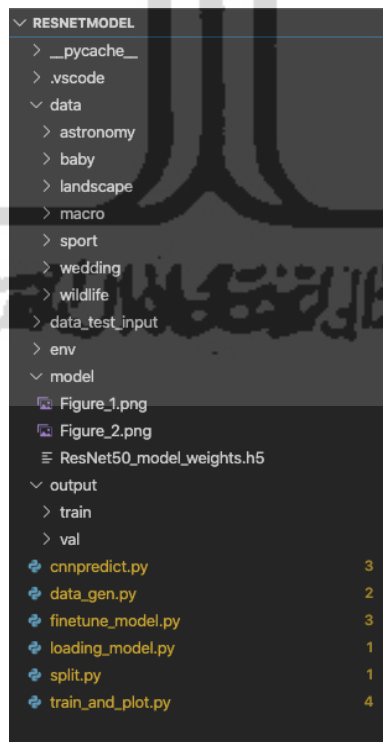 RESNETMODEL
__pycache__
.vscode
data
astronomy
baby
landscape
macro
sport
wedding
wildlife
data_test_input
env
model
Figure_1.png
Figure_2.png
ResNet50_model_weights.h5
output
train
val
cnnpredict.py 3
data_gen.py 2
finetune_model.py 3
loading_model.py 1
split.py 1
train_and_plot.py 4